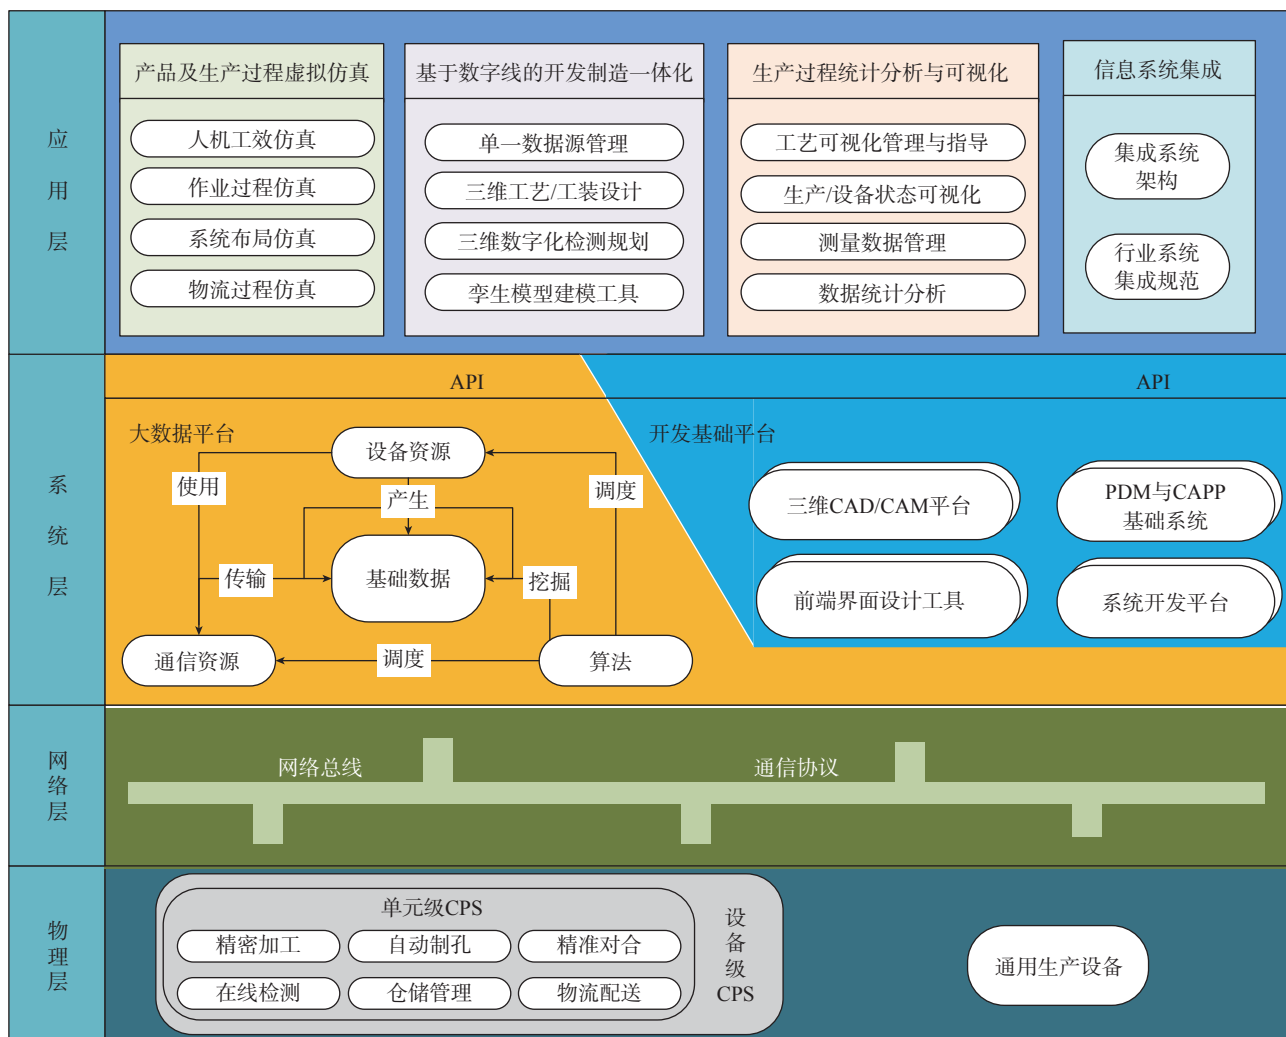 应用层
产品及生产过程虚拟仿真
人机工效仿真
作业过程仿真
系统布局仿真
物流过程仿真
基于数字线的开发制造一体化
单一数据源管理
三维工艺/工装设计
三维数字化检测规划
孪生模型建模工具
生产过程统计分析与可视化
工艺可视化管理与指导
生产/设备状态可视化
测量数据管理
数据统计分析
信息系统集成
集成系统
架构
行业系统
集成规范
系统层
API
大数据平台
设备资源
使用
产生
调度
传输
基础数据
挖掘
通信资源
调度
算法
API
开发基础平台
三维CAD/CAM平台
PDM与CAPP
基础系统
前端界面设计工具
系统开发平台
网络层
网络总线
通信协议
物理层
单元级CPS
精密加工
自动制孔
精准对合
在线检测
仓储管理
物流配送
设备级CPS
通用生产设备